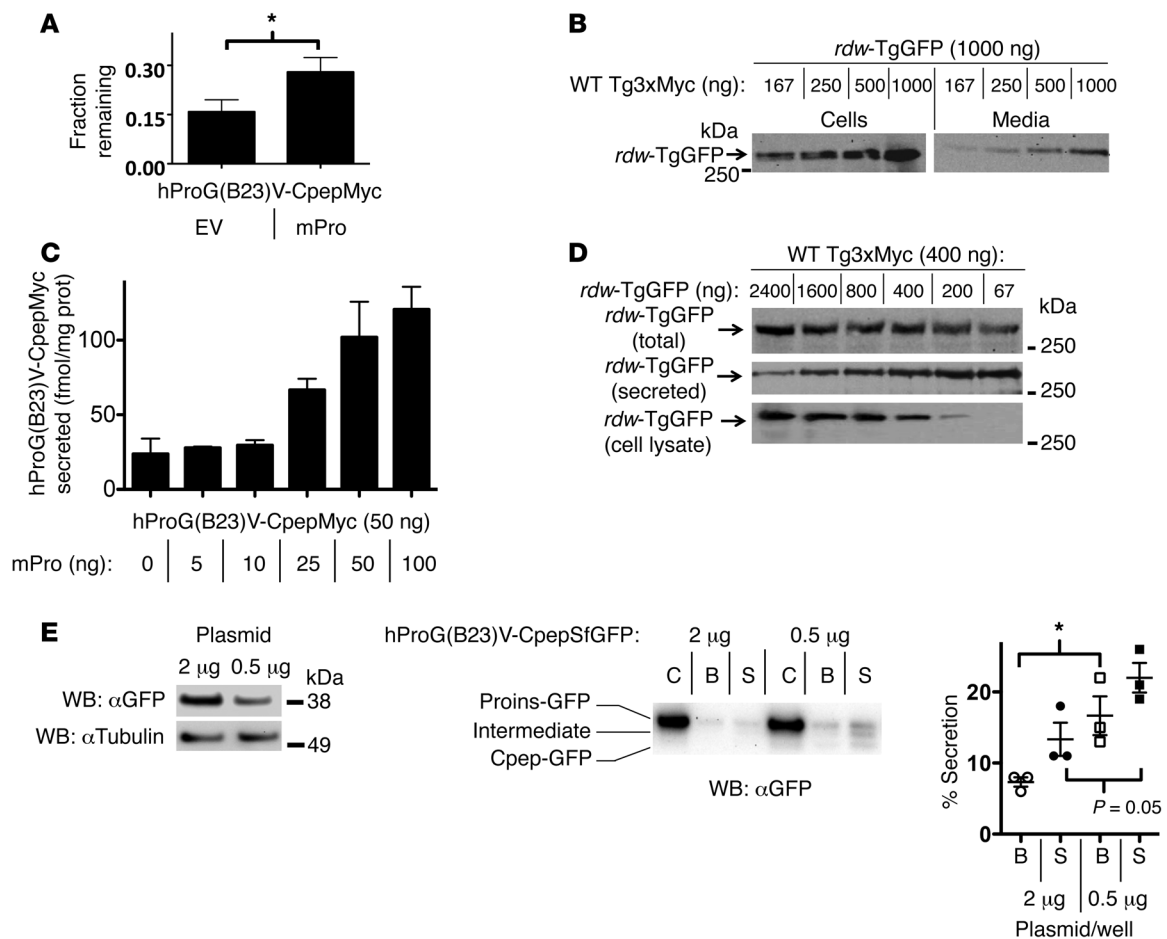 A
Fraction
remaining
0.30
0.15
0.00
*
hProG(B23)V-CpepMyc
EV mPro
B
rdw-TgGFP (1000 ng)
WT Tg3xMyc (ng): 167 250 500 1000 167 250 500 1000
Cells Media
kDa
rdw-TgGFP
250
C
hProG(B23)V-CpepMyc
secreted (fmol/mg prot)
100
50
0
hProG(B23)V-CpepMyc (50 ng)
mPro (ng): 0 5 10 25 50 100
D
WT Tg3xMyc (400 ng):
rdw-TgGFP (ng): 2400 1600 800 400 200 67
kDa
rdw-TgGFP
(total)
250
rdw-TgGFP
(secreted)
250
rdw-TgGFP
(cell lysate)
250
E
Plasmid
2 µg 0.5 µg
kDa
WB: αGFP 38
WB: αTubulin 49
hProG(B23)V-CpepSfGFP: 2 µg 0.5 µg
C B S C B S
Proins-GFP
Intermediate
Cpep-GFP
WB: αGFP
% Secretion
20
10
0
*
P = 0.05
B S B S
2 µg 0.5 µg
Plasmid/well